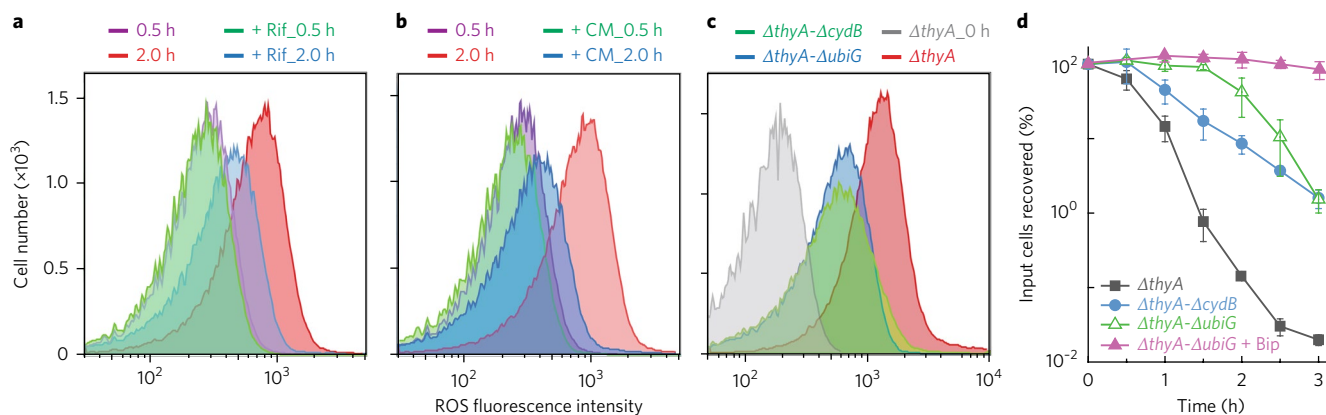 a
0.5 h
+ Rif_0.5 h
2.0 h
+ Rif_2.0 h
Cell number (×10³)
1.5
1.0
0.5
0
10²
10³
b
0.5 h
+ CM_0.5 h
2.0 h
+ CM_2.0 h
10²
10³
ROS fluorescence intensity
c
ΔthyA-ΔcydB
ΔthyA_0 h
ΔthyA-ΔubiG
ΔthyA
10²
10³
10⁴
d
Input cells recovered (%)
10²
10⁰
10⁻²
ΔthyA
ΔthyA-ΔcydB
ΔthyA-ΔubiG
ΔthyA-ΔubiG + Bip
0
1
2
3
Time (h)